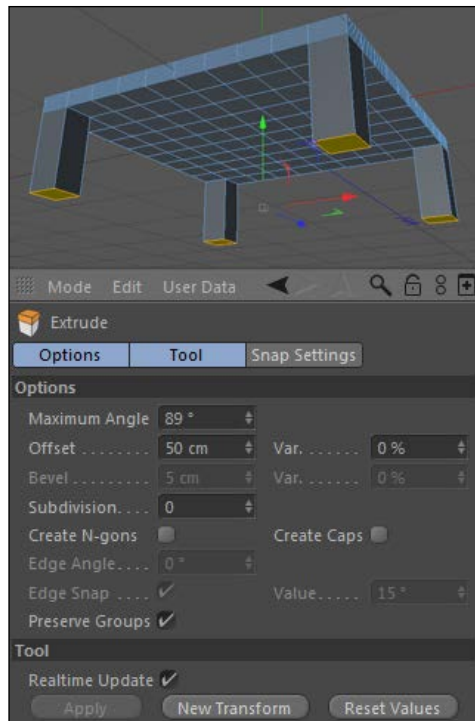 Mode Edit User Data
Extrude
Options Tool Snap Settings
Options
Maximum Angle 89 °
Offset . . . . . . . . . 50 cm Var. . . . . . . 0 %
Bevel . . . . . . . . . . 5 cm Var. . . . . . . 0 %
Subdivision. . . . 0
Create N-gons Create Caps
Edge Angle. . . . 0 °
Edge Snap . . . . Value. . . . . 15 °
Preserve Groups
Tool
Realtime Update
Apply New Transform Reset Values